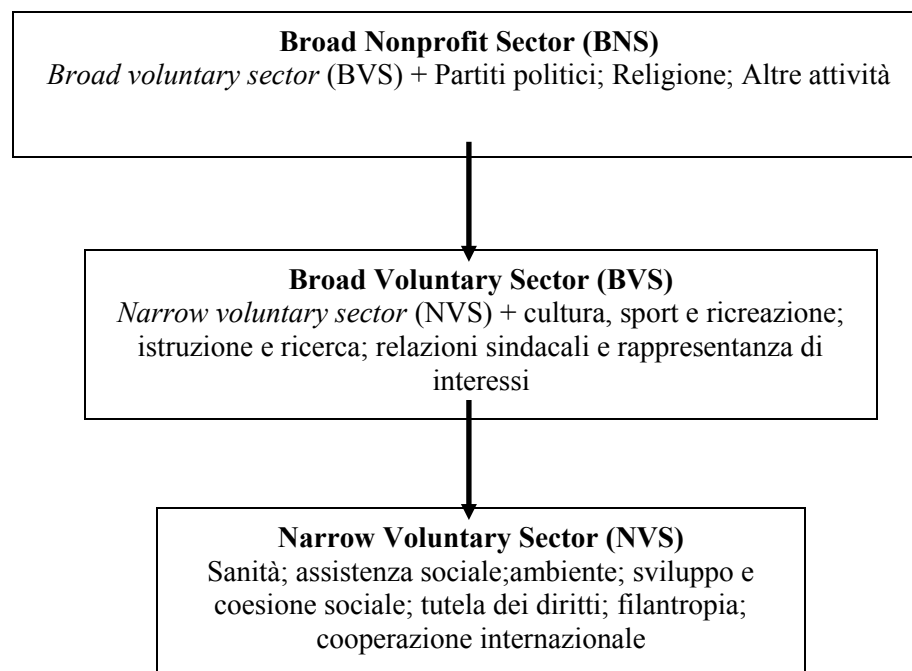 Broad Nonprofit Sector (BNS)
Broad voluntary sector (BVS) + Partiti politici; Religione; Altre attività
Broad Voluntary Sector (BVS)
Narrow voluntary sector (NVS) + cultura, sport e ricreazione;
istruzione e ricerca; relazioni sindacali e rappresentanza di
interessi
Narrow Voluntary Sector (NVS)
Sanità; assistenza sociale;ambiente; sviluppo e
coesione sociale; tutela dei diritti; filantropia;
cooperazione internazionale